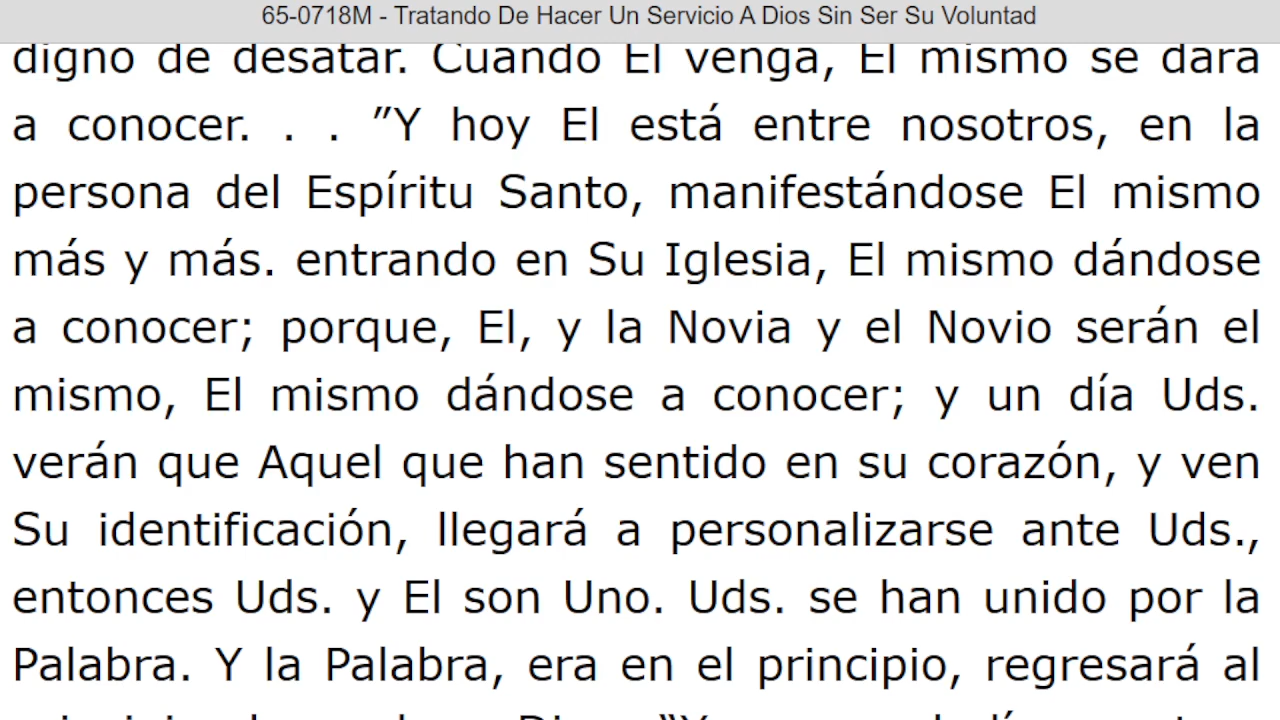 65-0718M - Tratando De Hacer Un Servicio A Dios Sin Ser Su Voluntad
digno de desatar. Cuando El venga, El mismo se dará
a conocer. . . ”Y hoy El está entre nosotros, en la
persona del Espíritu Santo, manifestándose El mismo
más y más. entrando en Su Iglesia, El mismo dándose
a conocer; porque, El, y la Novia y el Novio serán el
mismo, El mismo dándose a conocer; y un día Uds.
verán que Aquel que han sentido en su corazón, y ven
Su identificación, llegará a personalizarse ante Uds.,
entonces Uds. y El son Uno. Uds. se han unido por la
Palabra. Y la Palabra, era en el principio, regresará al